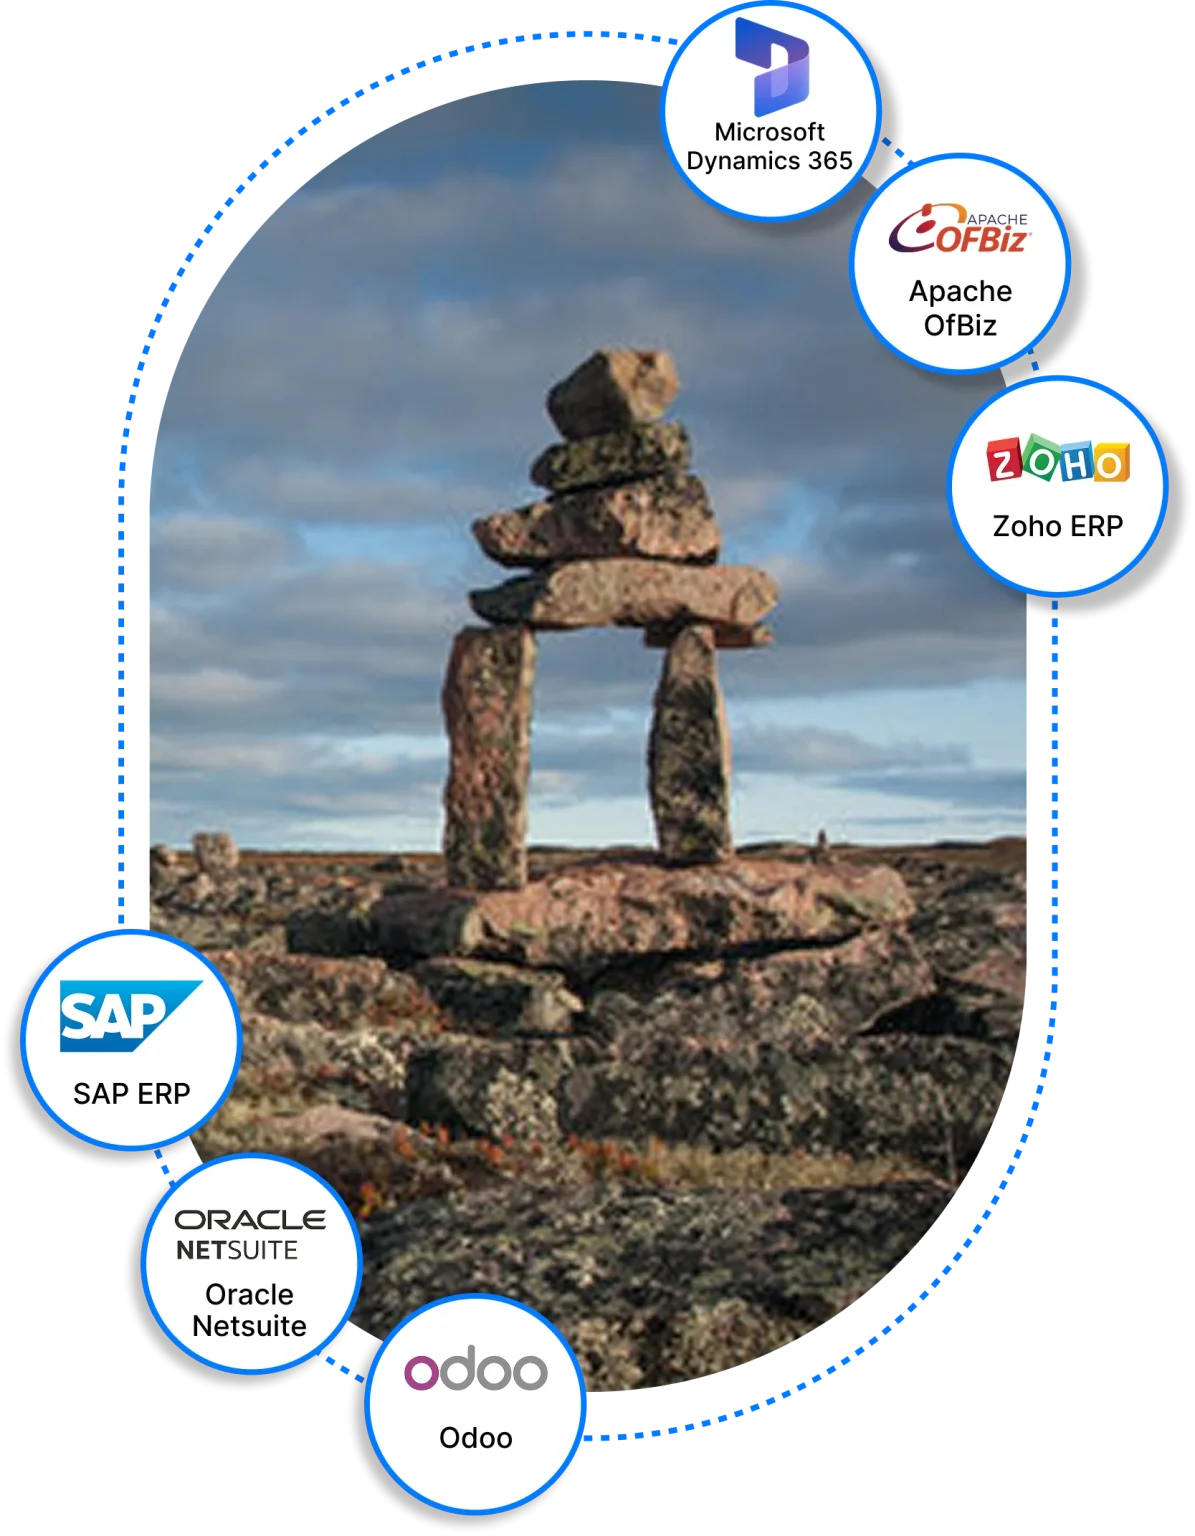 Microsoft
Dynamics 365
APACHE
OFBiz
Apache
OfBiz
ZOHO
Zoho ERP
SAP
SAP ERP
ORACLE
NETSUITE
Oracle
Netsuite
odoo
Odoo